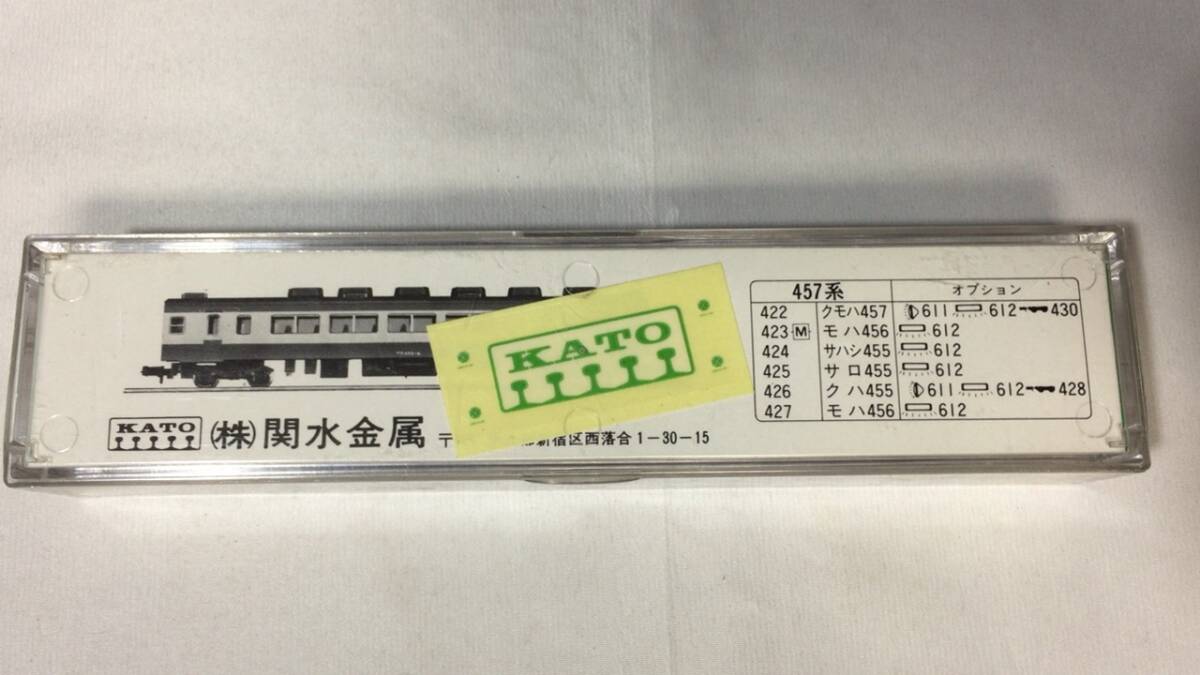 KATO
KATO (株)関水金属 〒 新宿区西落合1-30-15
457系 オプション
422 クモハ457 611 612 430
423 M モハ456 612
424 サハシ455 612
425 サロ455 612
426 クハ455 611 612 428
427 モハ456 612